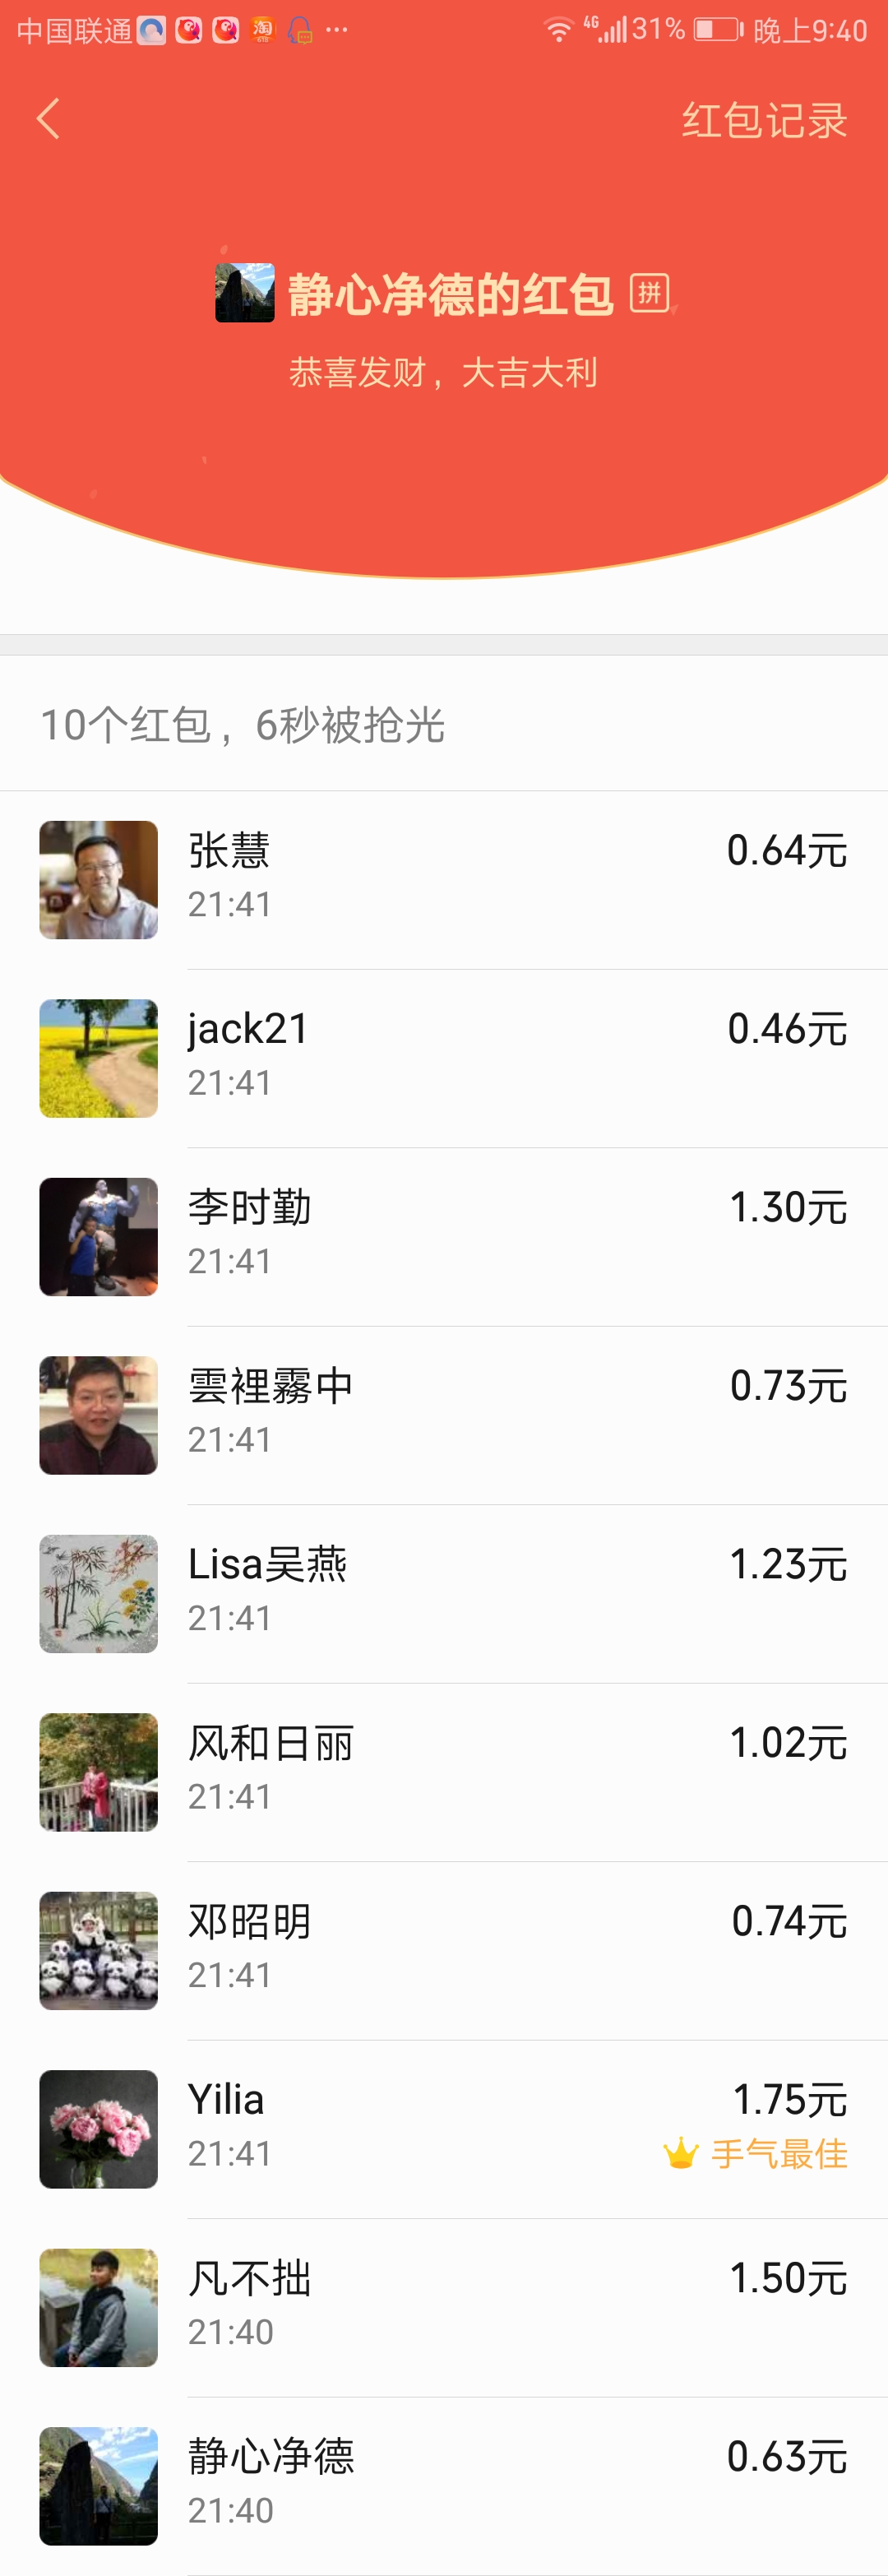 中国联通 淘 ... 4G 31% 晚上9:40
红包记录
静心净德的红包 拼
恭喜发财，大吉大利
10个红包，6秒被抢光
张慧 0.64元
21:41
jack21 0.46元
21:41
李时勤 1.30元
21:41
雲裡霧中 0.73元
21:41
Lisa吴燕 1.23元
21:41
风和日丽 1.02元
21:41
邓昭明 0.74元
21:41
Yilia 1.75元
21:41 手气最佳
凡不拙 1.50元
21:40
静心净德 0.63元
21:40